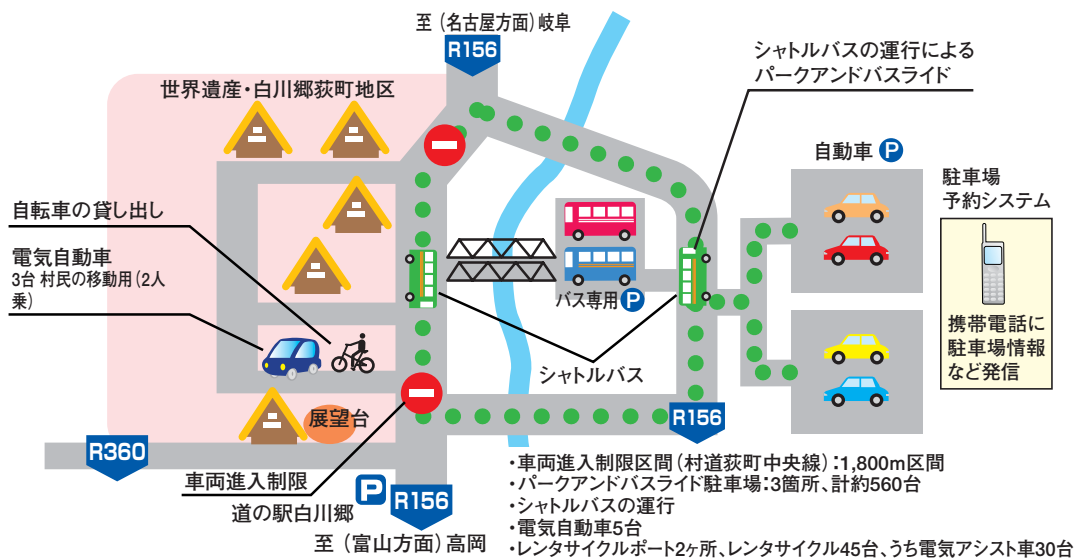 至（名古屋方面）岐阜
R156
シャトルバスの運行による
パークアンドバスライド
世界遺産・白川郷荻町地区
自動車 P
駐車場
予約システム
自転車の貸し出し
電気自動車
3台 村民の移動用（2人
乗）
バス専用 P
携帯電話に
駐車場情報
など発信
シャトルバス
展望台
R156
R360
車両進入制限
P
道の駅白川郷
R156
至（富山方面）高岡
・車両進入制限区間（村道荻町中央線）：1,800m区間
・パークアンドバスライド駐車場：3箇所、計約560台
・シャトルバスの運行
・電気自動車5台
・レンタサイクルポート2ヶ所、レンタサイクル45台、うち電気アシスト車30台